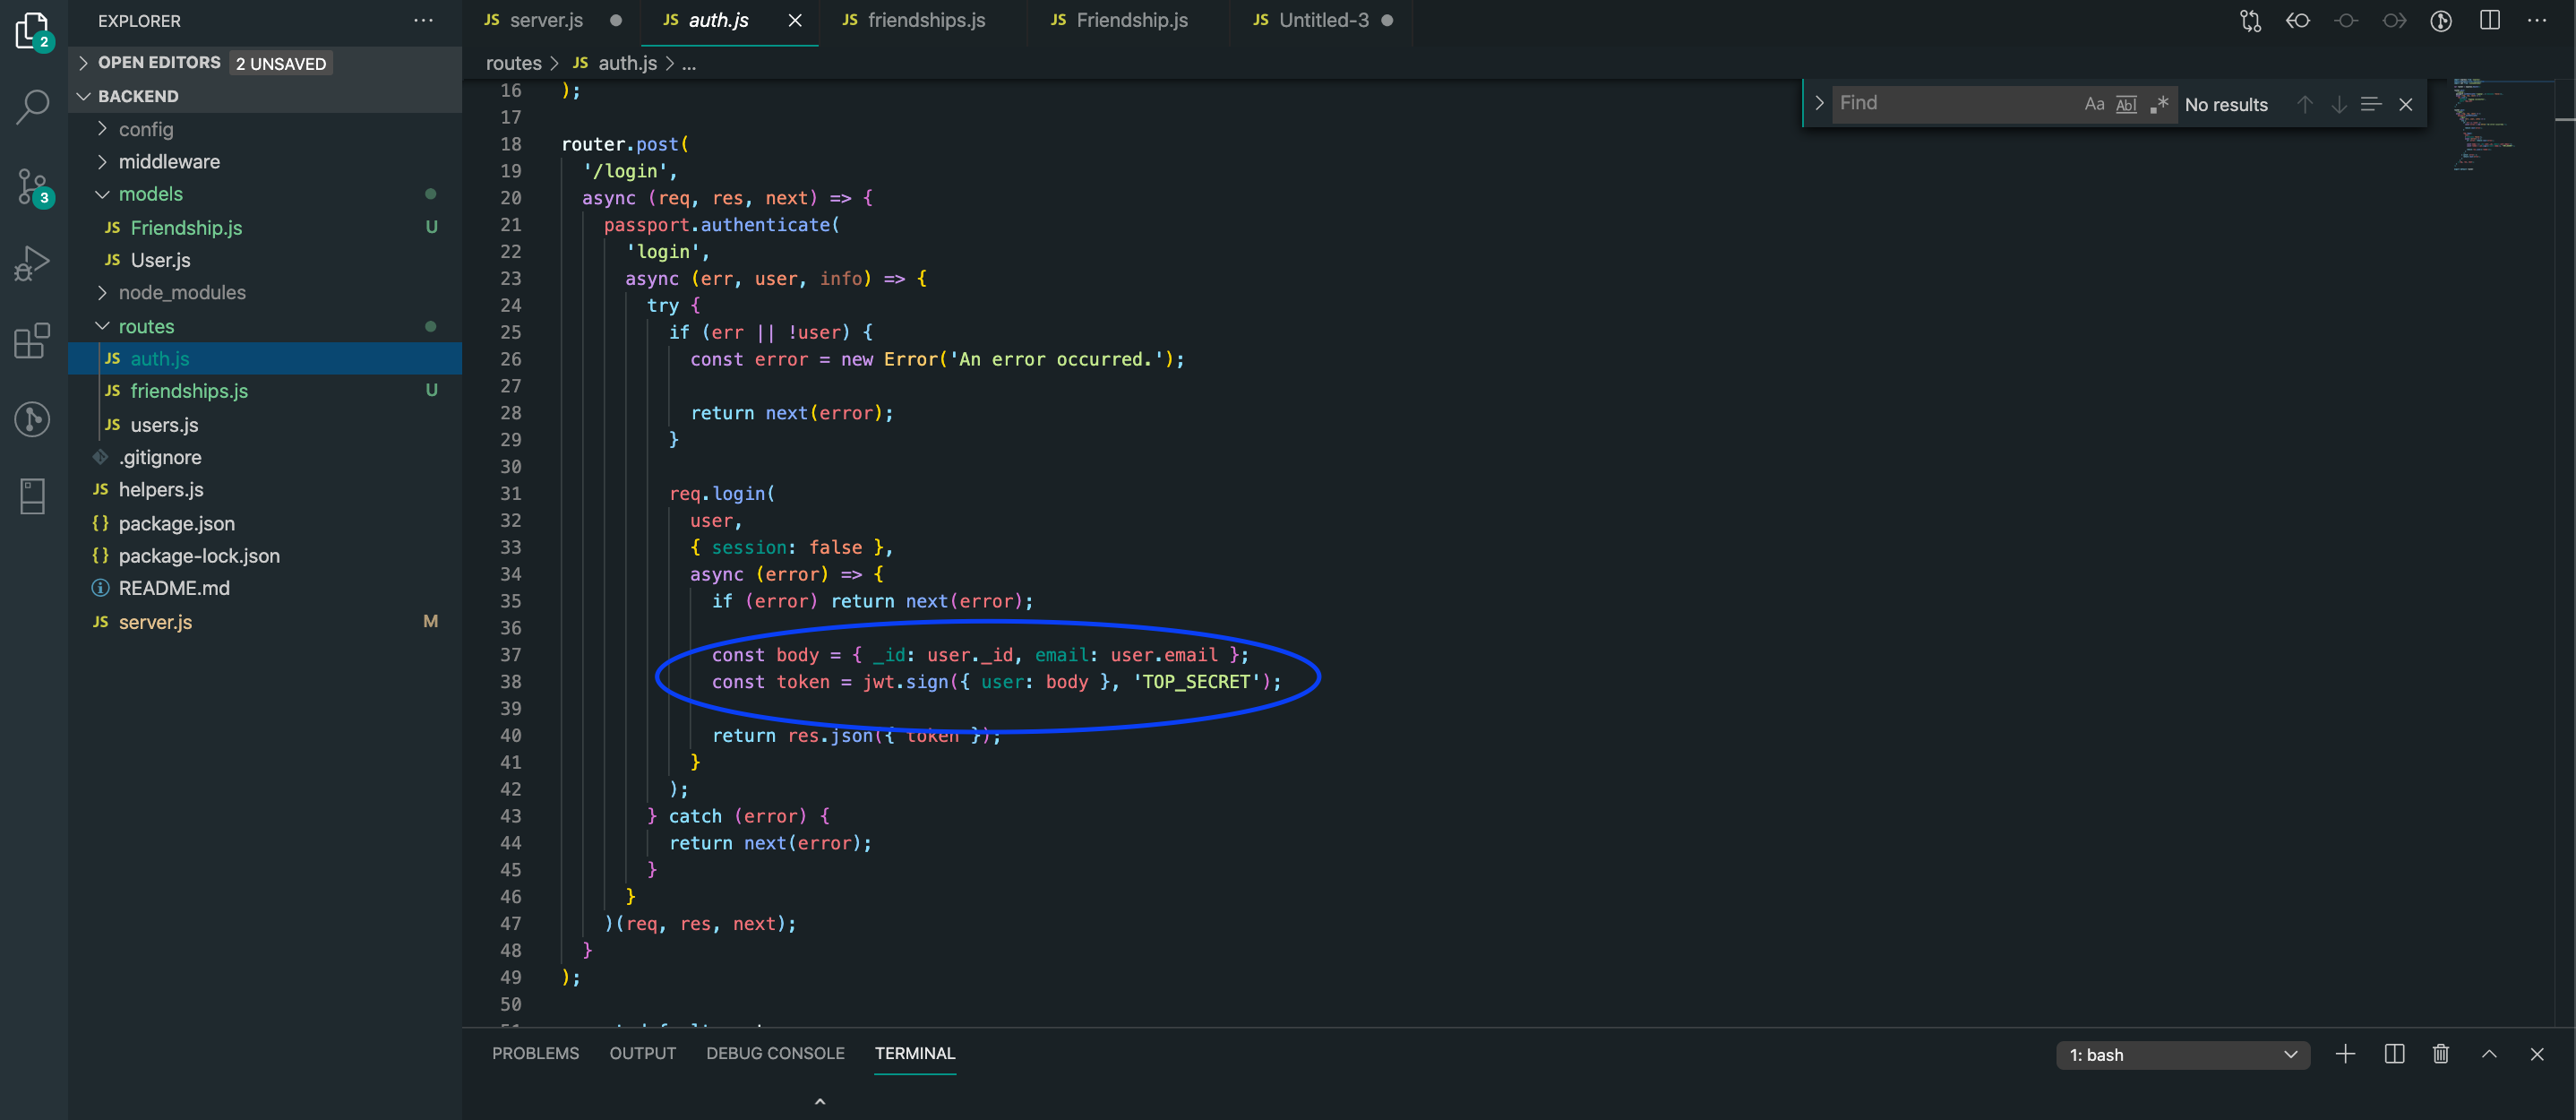 EXPLORER
2
OPEN EDITORS 2 UNSAVED
BACKEND
config
middleware
models
JS Friendship.js U
JS User.js
node_modules
routes
JS auth.js
JS friendships.js U
JS users.js
.gitignore
JS helpers.js
{} package.json
{} package-lock.json
README.md
JS server.js M
3
JS server.js
JS auth.js
JS friendships.js
JS Friendship.js
JS Untitled-3
routes > JS auth.js > ...
Find Aa Abl .* No results
16 );
17
18 router.post(
19 '/login',
20 async (req, res, next) => {
21 passport.authenticate(
22 'login',
23 async (err, user, info) => {
24 try {
25 if (err || !user) {
26 const error = new Error('An error occurred.');
27
28 return next(error);
29 }
30
31 req.login(
32 user,
33 { session: false },
34 async (error) => {
35 if (error) return next(error);
36
37 const body = { _id: user._id, email: user.email };
38 const token = jwt.sign({ user: body }, 'TOP_SECRET');
39
40 return res.json({ token });
41 }
42 );
43 } catch (error) {
44 return next(error);
45 }
46 }
47 )(req, res, next);
48 }
49 );
50
PROBLEMS OUTPUT DEBUG CONSOLE TERMINAL
1: bash